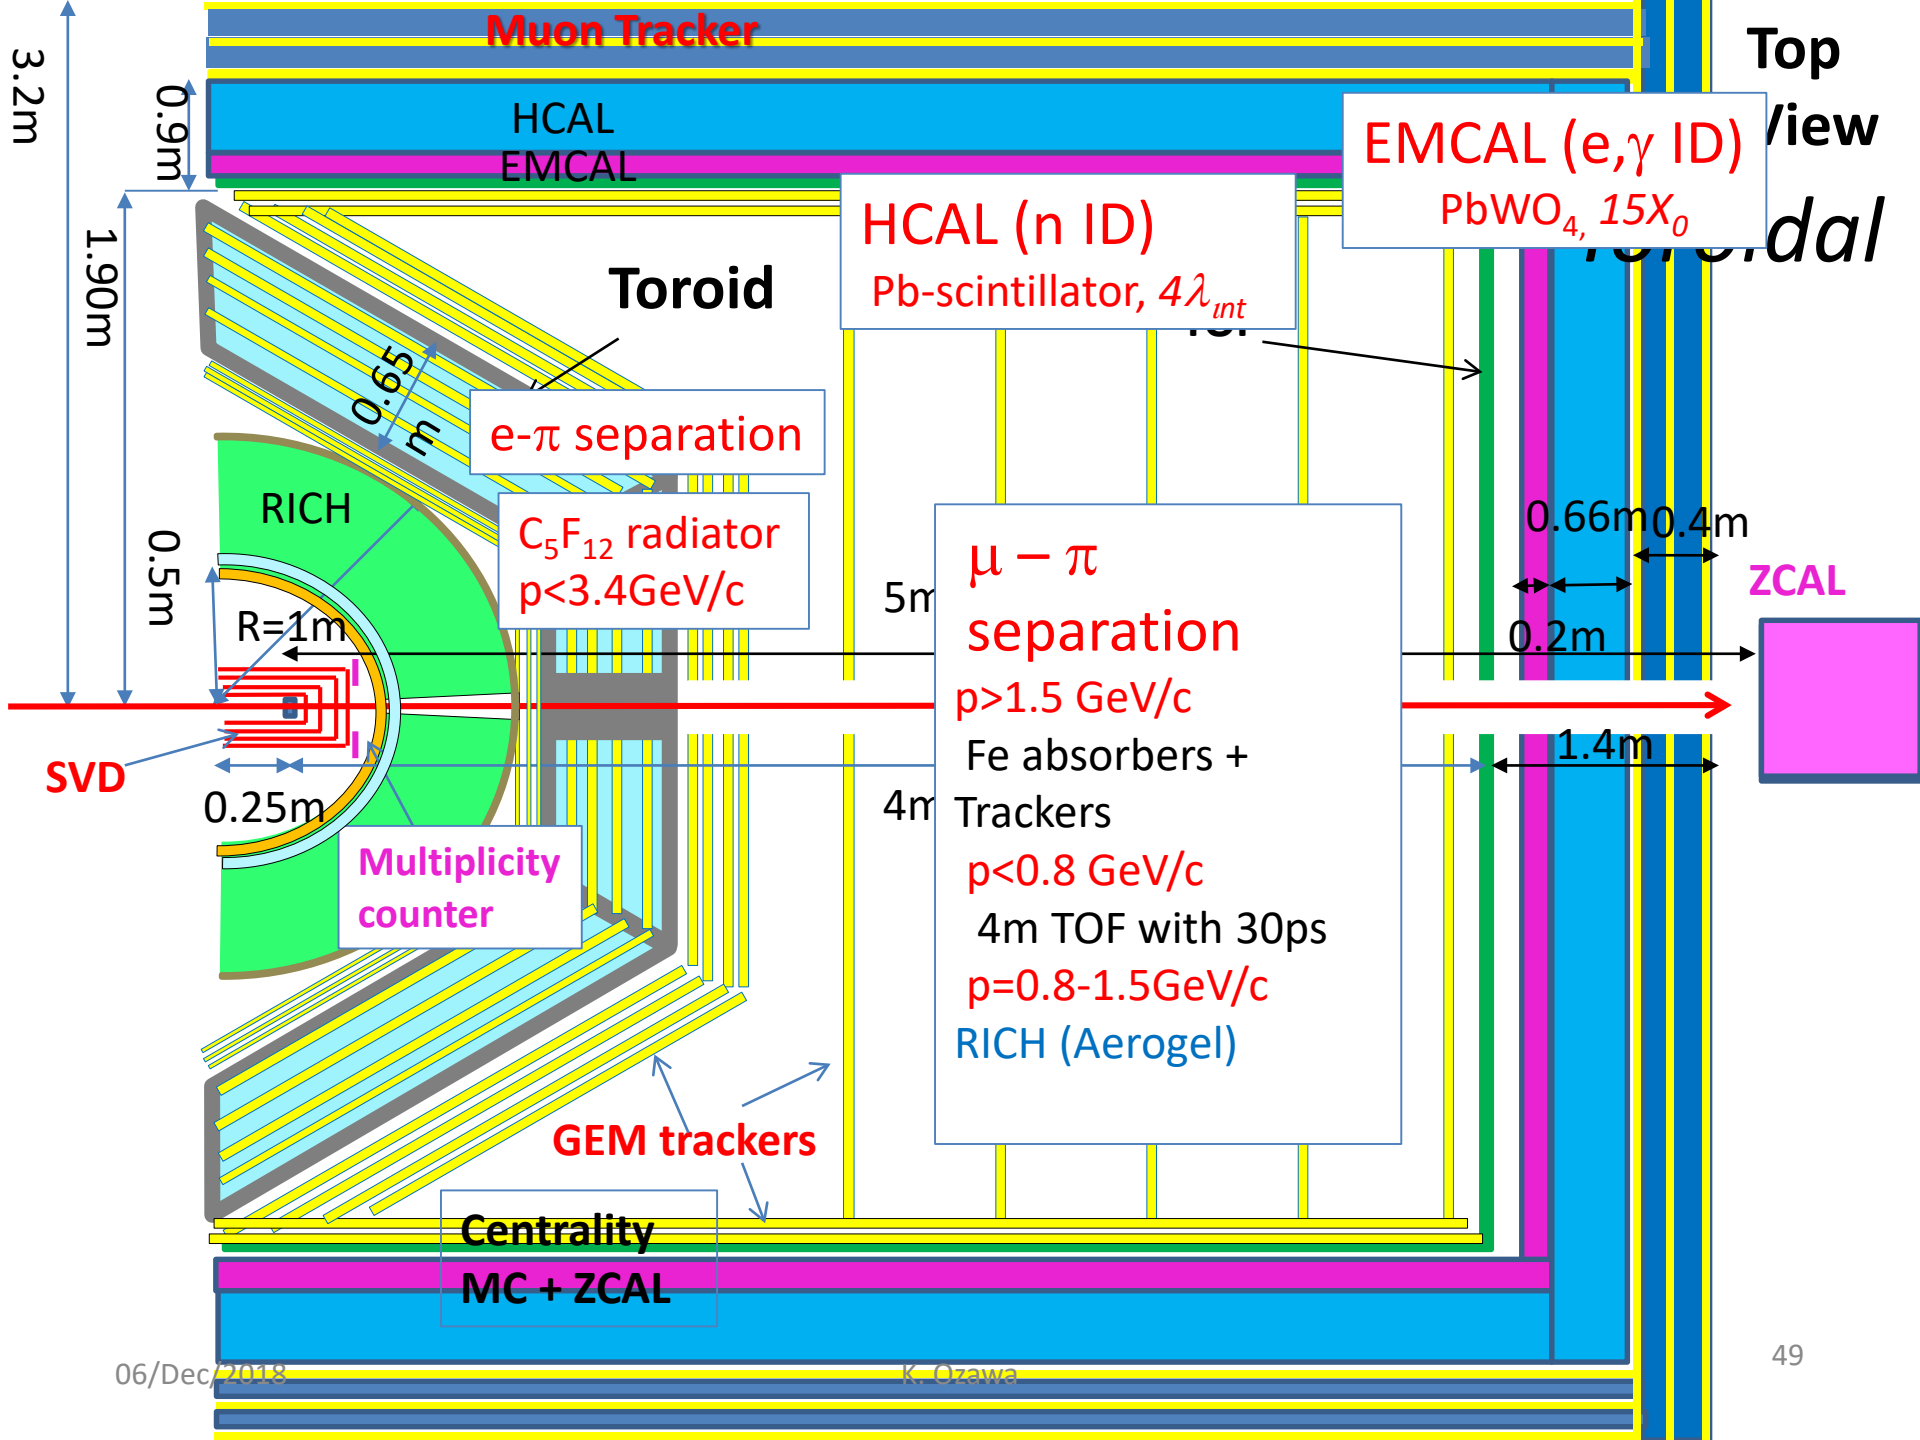 Muon Tracker
Top
View
3.2m
0.9m
HCAL
EMCAL
EMCAL (e,γ ID)
PbWO4, 15X0
HCAL (n ID)
Pb-scintillator, 4λint
1.90m
Toroid
0.65
m
e-π separation
RICH
C5F12 radiator
p<3.4GeV/c
0.5m
R=1m
5m
μ – π
separation
p>1.5 GeV/c
Fe absorbers +
Trackers
p<0.8 GeV/c
4m TOF with 30ps
p=0.8-1.5GeV/c
RICH (Aerogel)
0.66m
0.4m
ZCAL
0.2m
1.4m
SVD
0.25m
4m
Multiplicity
counter
GEM trackers
Centrality
MC + ZCAL
06/Dec/2018
K. Ozawa
49